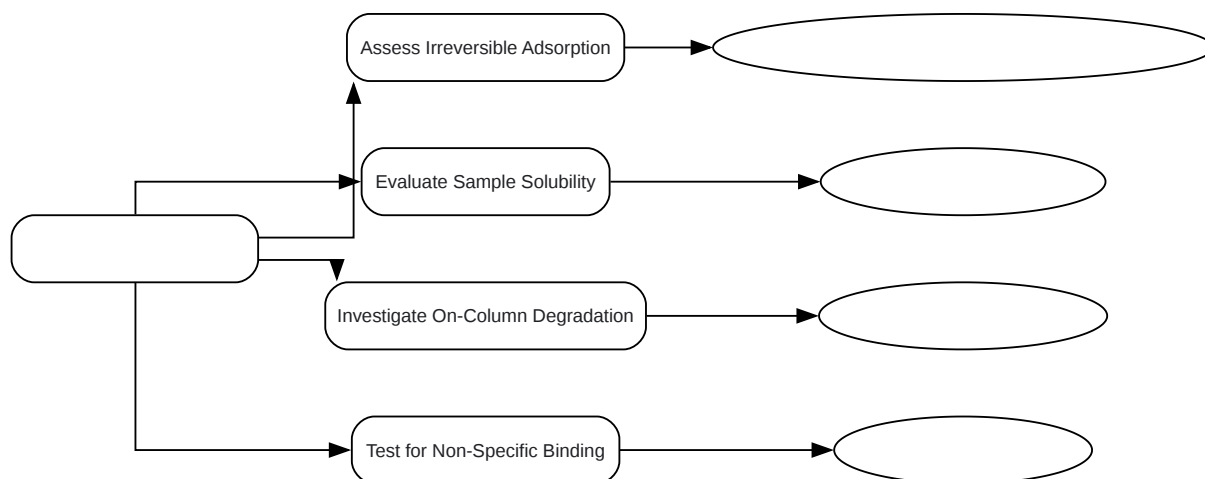 Assess Irreversible Adsorption
Evaluate Sample Solubility
Investigate On-Column Degradation
Test for Non-Specific Binding